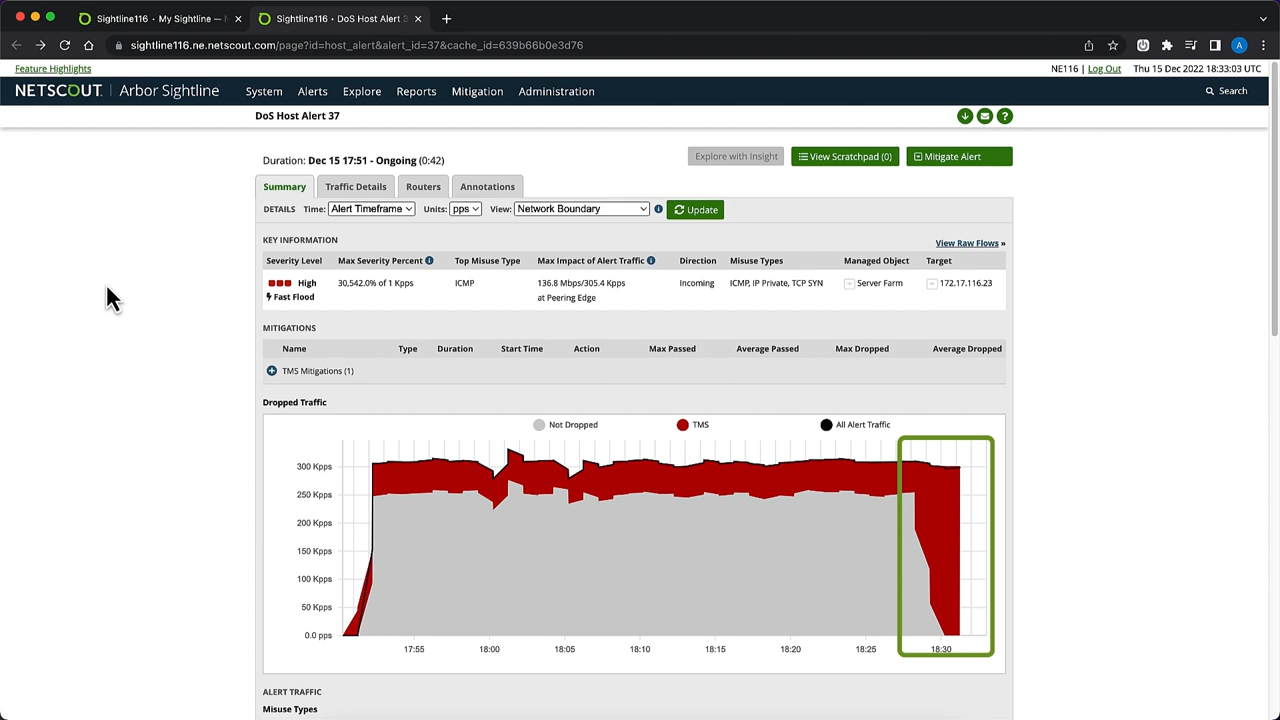 Sightline116 · My Sightline —
Sightline116 · DoS Host Alert 3
sightline116.ne.netscout.com/page?id=host_alert&alert_id=37&cache_id=639b66b0e3d76
A
Feature Highlights
NE116 | Log Out Thu 15 Dec 2022 18:33:03 UTC
NETSCOUT. Arbor Sightline System Alerts Explore Reports Mitigation Administration Search
DoS Host Alert 37
Duration: Dec 15 17:51 - Ongoing (0:42)
Explore with Insight View Scratchpad (0) Mitigate Alert
Summary Traffic Details Routers Annotations
DETAILS Time: Alert Timeframe Units: pps View: Network Boundary Update
KEY INFORMATION
View Raw Flows »
Severity Level Max Severity Percent Top Misuse Type Max Impact of Alert Traffic Direction Misuse Types Managed Object Target
High 30,542.0% of 1 Kpps ICMP 136.8 Mbps/305.4 Kpps Incoming ICMP, IP Private, TCP SYN Server Farm 172.17.116.23
Fast Flood at Peering Edge
MITIGATIONS
Name Type Duration Start Time Action Max Passed Average Passed Max Dropped Average Dropped
TMS Mitigations (1)
Dropped Traffic
Not Dropped TMS All Alert Traffic
300 Kpps
250 Kpps
200 Kpps
150 Kpps
100 Kpps
50 Kpps
0.0 pps
17:55 18:00 18:05 18:10 18:15 18:20 18:25 18:30
ALERT TRAFFIC
Misuse Types